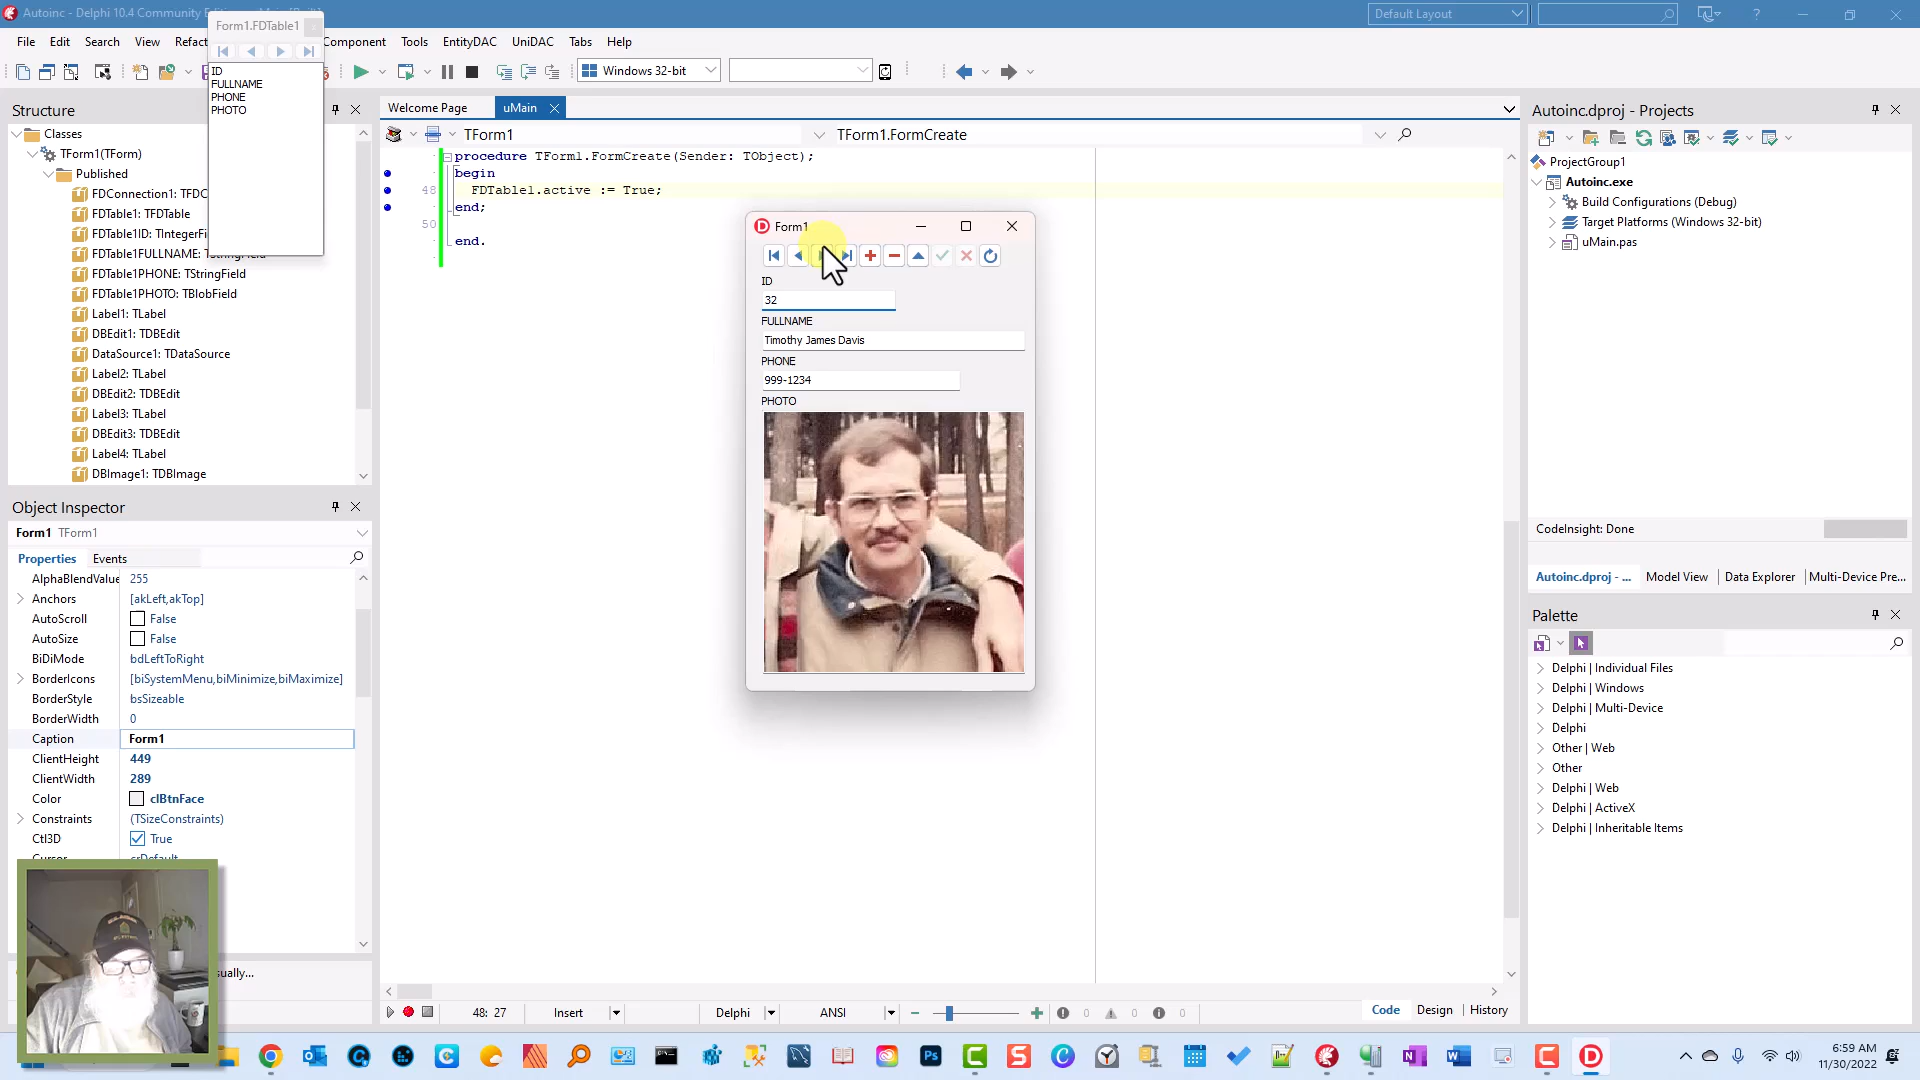 Autoinc - Delphi 10.4 Community
Form1.FDTable1
Default Layout
File Edit Search View Refact Component Tools EntityDAC UniDAC Tabs Help
Windows 32-bit
ID
FULLNAME
PHONE
PHOTO
Structure
Classes
TForm1(TForm)
Published
FDConnection1: TFDC
FDTable1: TFDTable
FDTable1ID: TIntegerFi
FDTable1FULLNAME: TStringField
FDTable1PHONE: TStringField
FDTable1PHOTO: TBlobField
Label1: TLabel
DBEdit1: TDBEdit
DataSource1: TDataSource
Label2: TLabel
DBEdit2: TDBEdit
Label3: TLabel
DBEdit3: TDBEdit
Label4: TLabel
DBImage1: TDBImage
Object Inspector
Form1 TForm1
Properties Events
AlphaBlendValue 255
Anchors [akLeft,akTop]
AutoScroll False
AutoSize False
BiDiMode bdLeftToRight
BorderIcons [biSystemMenu,biMinimize,biMaximize]
BorderStyle bsSizeable
BorderWidth 0
Caption Form1
ClientHeight 449
ClientWidth 289
Color clBtnFace
Constraints (TSizeConstraints)
Ctl3D True
Cursor crDefault
sually...
Welcome Page uMain
TForm1 TForm1.FormCreate
procedure TForm1.FormCreate(Sender: TObject);
begin
48 FDTable1.active := True;
end;
50
end.
Form1
ID
32
FULLNAME
Timothy James Davis
PHONE
999-1234
PHOTO
48: 27 Insert Delphi ANSI 0 0 0 Code Design History
Autoinc.dproj - Projects
ProjectGroup1
Autoinc.exe
Build Configurations (Debug)
Target Platforms (Windows 32-bit)
uMain.pas
CodeInsight: Done
Autoinc.dproj - ... Model View Data Explorer Multi-Device Pre...
Palette
Delphi | Individual Files
Delphi | Windows
Delphi | Multi-Device
Delphi
Other | Web
Other
Delphi | Web
Delphi | ActiveX
Delphi | Inheritable Items
6:59 AM
11/30/2022